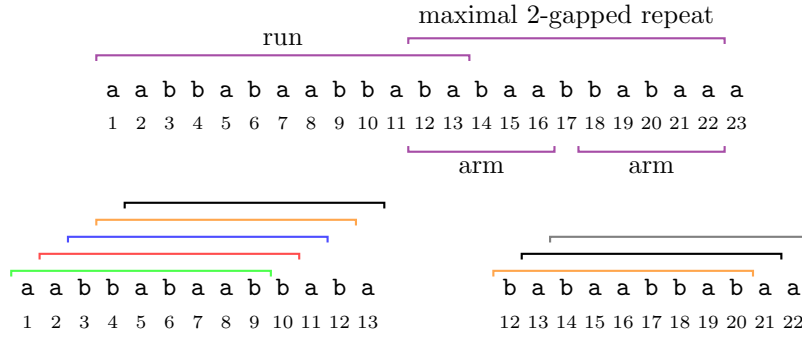 maximal 2-gapped repeat
run
a a b b a b a a b b a b a b a a b b a b a a a
1 2 3 4 5 6 7 8 9 10 11 12 13 14 15 16 17 18 19 20 21 22 23
arm arm
a a b b a b a a b b a b a
1 2 3 4 5 6 7 8 9 10 11 12 13
b a b a a b b a b a a
12 13 14 15 16 17 18 19 20 21 22